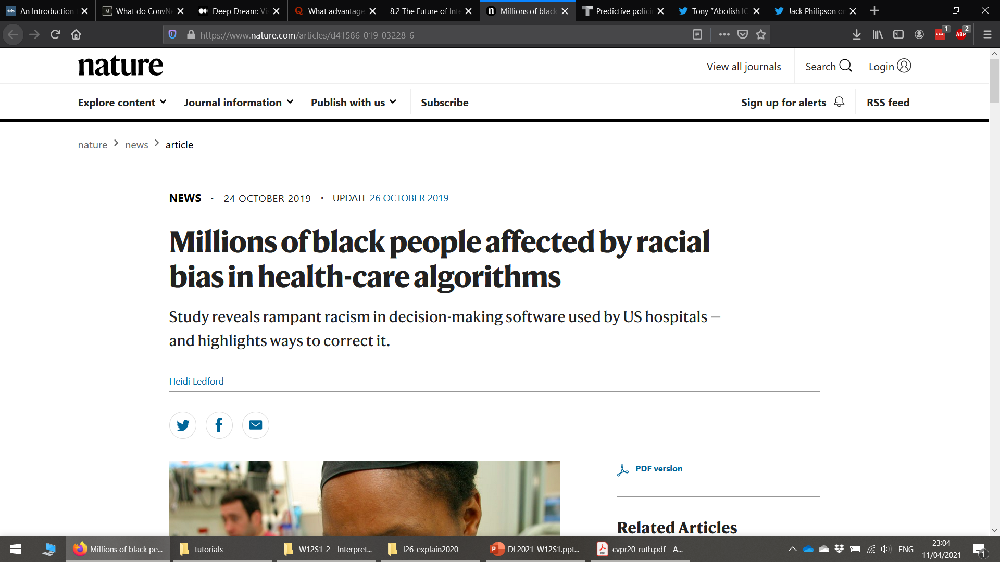 tds An Introduction
M What do ConvNe
Deep Dream: Vis
Q What advantage
8.2 The Future of Inte
n Millions of black
Predictive policin
Tony “Abolish IC
Jack Philipson on
https://www.nature.com/articles/d41586-019-03228-6
1
ABP 2
nature
View all journals
Search
Login
Explore content
Journal information
Publish with us
Subscribe
Sign up for alerts
RSS feed
nature > news > article
NEWS · 24 OCTOBER 2019 · UPDATE 26 OCTOBER 2019
Millions of black people affected by racial
bias in health-care algorithms
Study reveals rampant racism in decision-making software used by US hospitals —
and highlights ways to correct it.
Heidi Ledford
PDF version
Related Articles
Millions of black pe...
tutorials
W12S1-2 - Interpret...
I26_explain2020
DL2021_W12S1.ppt...
cvpr20_ruth.pdf - A...
ENG
23:04
11/04/2021
1